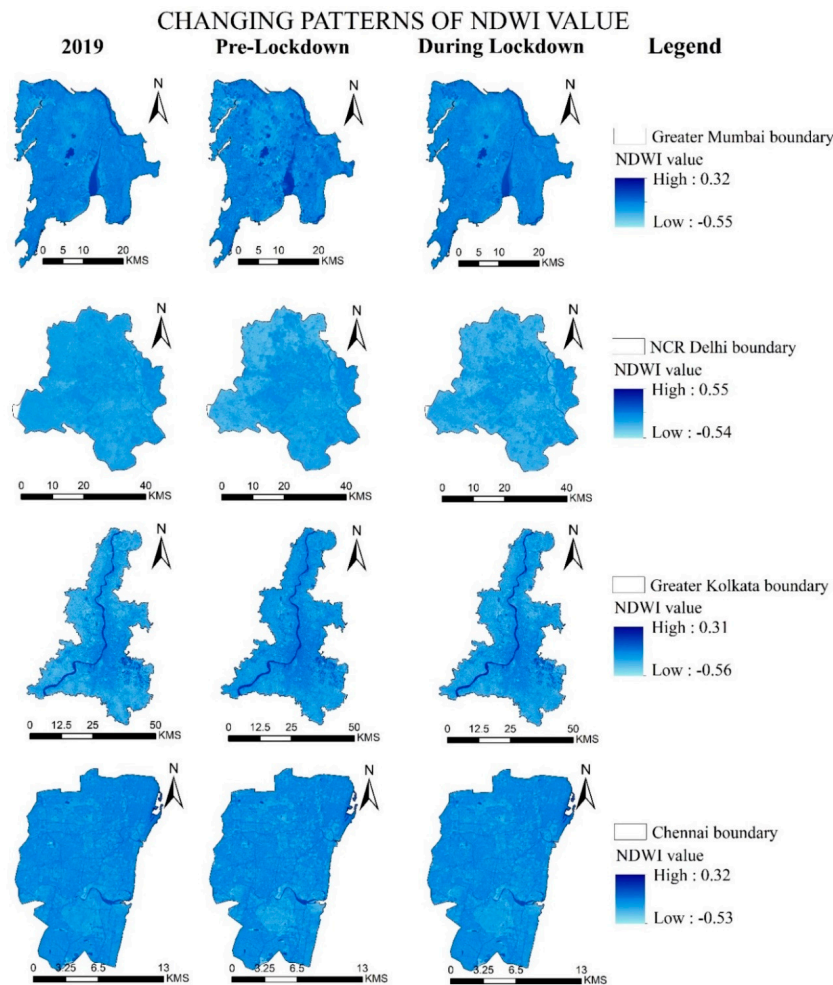 CHANGING PATTERNS OF NDWI VALUE
2019 Pre-Lockdown During Lockdown Legend
N N N
Greater Mumbai boundary
NDWI value
High : 0.32
Low : -0.55
0 5 10 20 KMS
0 5 10 20 KMS
0 5 10 20 KMS
N N N
NCR Delhi boundary
NDWI value
High : 0.55
Low : -0.54
0 10 20 40 KMS
0 10 20 40 KMS
0 10 20 40 KMS
N N N
Greater Kolkata boundary
NDWI value
High : 0.31
Low : -0.56
0 12.5 25 50 KMS
0 12.5 25 50 KMS
0 12.5 25 50 KMS
N N N
Chennai boundary
NDWI value
High : 0.32
Low : -0.53
0 3.25 6.5 13 KMS
0 3.25 6.5 13 KMS
0 3.25 6.5 13 KMS